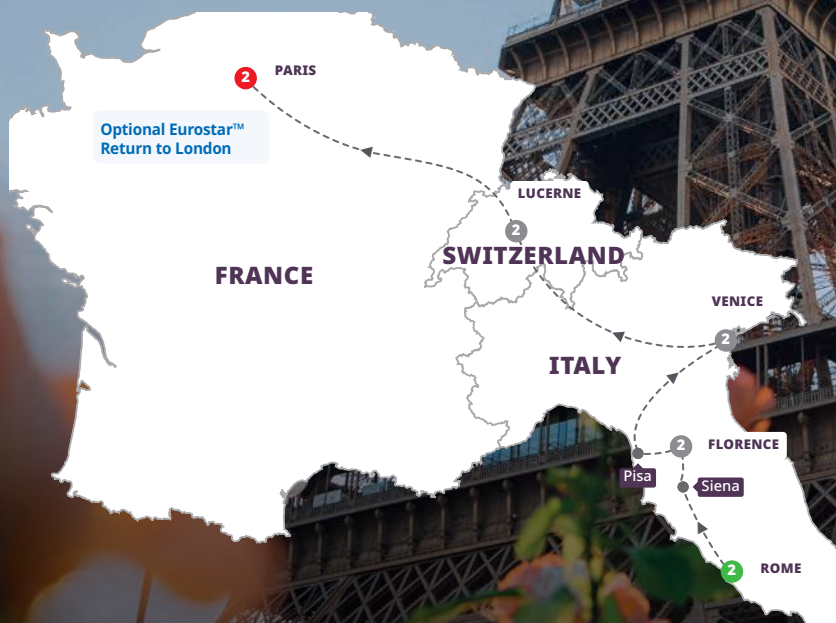 2
PARIS
Optional Eurostar™
Return to London
LUCERNE
2
SWITZERLAND
FRANCE
VENICE
2
ITALY
2
FLORENCE
Pisa
Siena
2
ROME